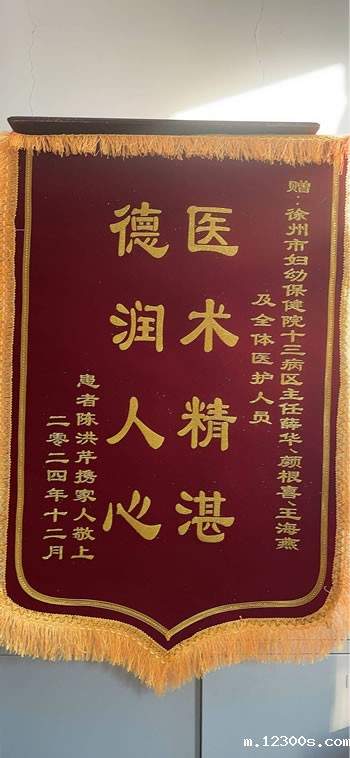 赠：徐州市妇幼保健院十三病区主任薛华、颜根喜、王海燕
及全体医护人员
医术精湛
德润人心
患者陈洪芹携家人敬上
二零二四年十二月
m.12300s.com